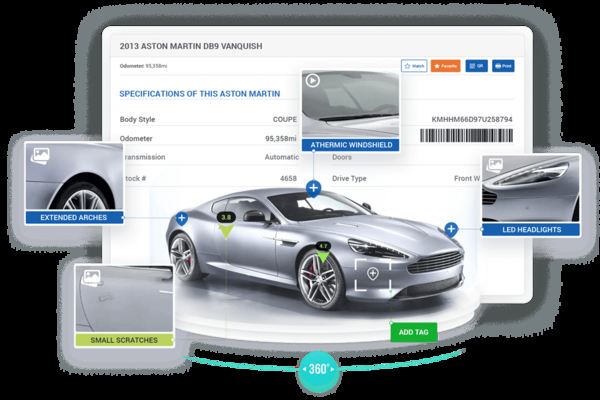 2013 ASTON MARTIN DB9 VANQUISH
Odometer 95,358mi
Watch
Favorite
QR
Print
SPECIFICATIONS OF THIS ASTON MARTIN
Body Style COUPE
KMHHM66D97U258794
Odometer 95,358mi
ATHERMIC WINDSHIELD
ransmission Automatic Doors
tock # 4658 Drive Type Front W
EXTENDED ARCHES
3.8
LED HEADLIGHTS
4.7
SMALL SCRATCHES
ADD TAG
360°